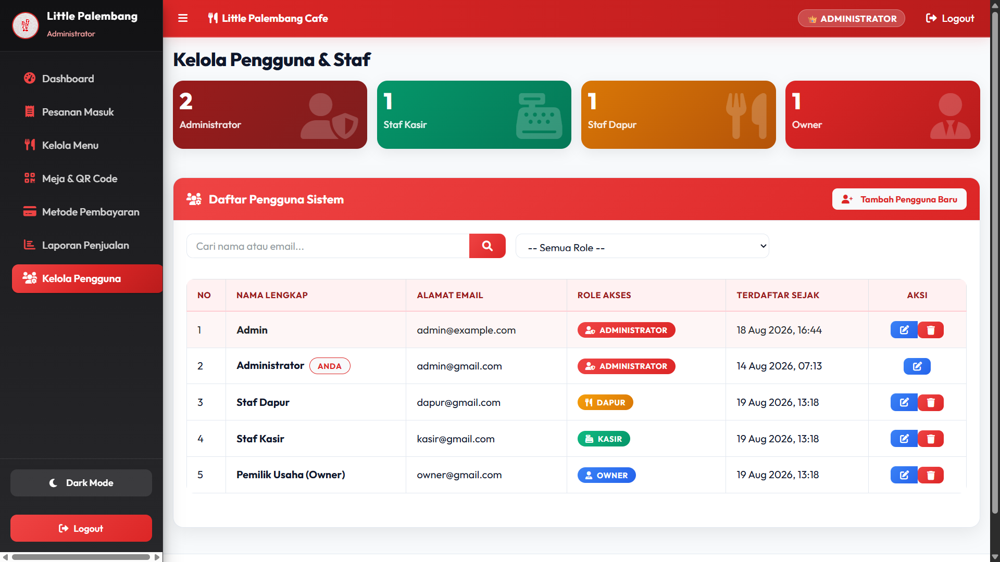 Little Palembang
Administrator
Dashboard
Pesanan Masuk
Kelola Menu
Meja & QR Code
Metode Pembayaran
Laporan Penjualan
Kelola Pengguna
Dark Mode
Logout
Little Palembang Cafe
ADMINISTRATOR
Logout
Kelola Pengguna & Staf
2
Administrator
1
Staf Kasir
1
Staf Dapur
1
Owner
Daftar Pengguna Sistem
Tambah Pengguna Baru
Cari nama atau email...
-- Semua Role --
NO NAMA LENGKAP ALAMAT EMAIL ROLE AKSES TERDAFTAR SEJAK AKSI
1 Admin admin@example.com ADMINISTRATOR 18 Aug 2026, 16:44
2 Administrator ANDA admin@gmail.com ADMINISTRATOR 14 Aug 2026, 07:13
3 Staf Dapur dapur@gmail.com DAPUR 19 Aug 2026, 13:18
4 Staf Kasir kasir@gmail.com KASIR 19 Aug 2026, 13:18
5 Pemilik Usaha (Owner) owner@gmail.com OWNER 19 Aug 2026, 13:18